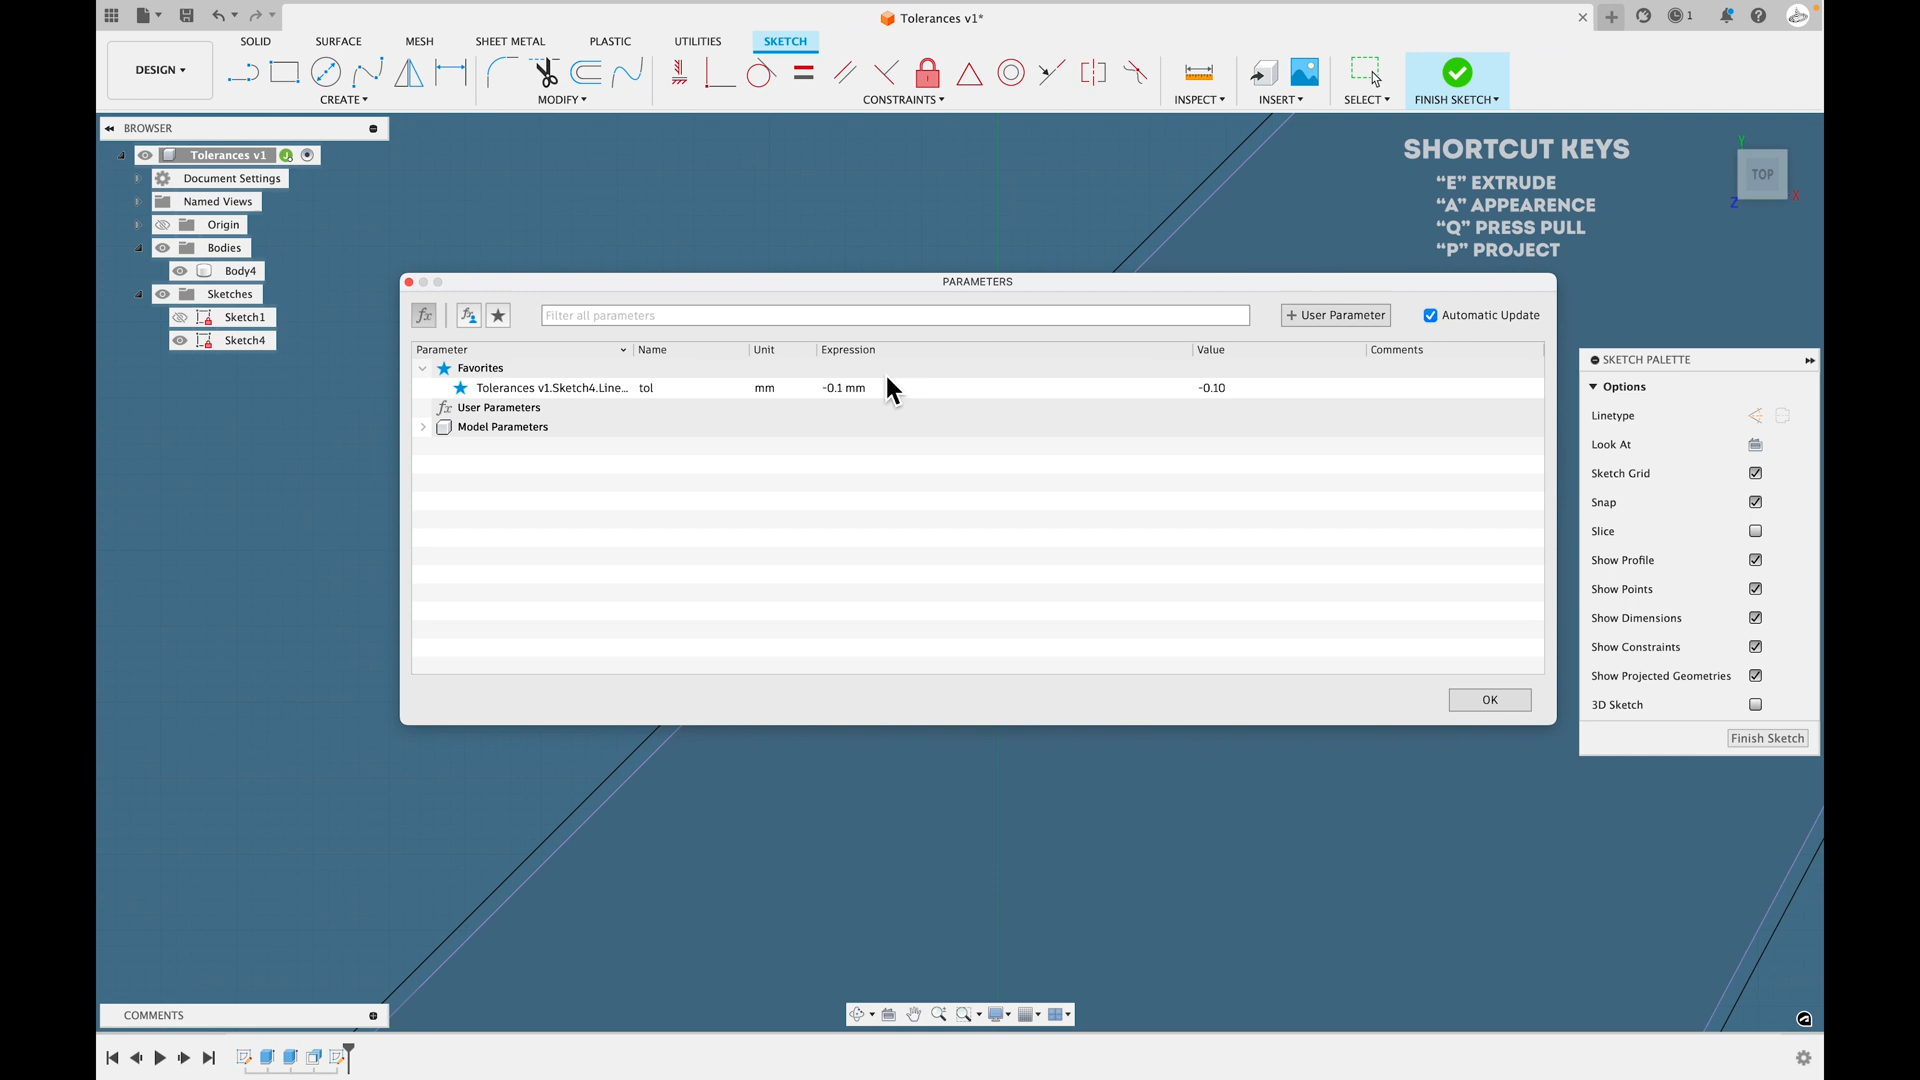 Tolerances v1*
1
SOLID SURFACE MESH SHEET METAL PLASTIC UTILITIES SKETCH
DESIGN
CREATE MODIFY CONSTRAINTS INSPECT INSERT SELECT FINISH SKETCH
BROWSER
Tolerances v1
Document Settings
Named Views
Origin
Bodies
Body4
Sketches
Sketch1
Sketch4
SHORTCUT KEYS
“E” EXTRUDE
“A” APPEARENCE
“Q” PRESS PULL
“P” PROJECT
Y
TOP
X
Z
PARAMETERS
fx
Filter all parameters
+ User Parameter
Automatic Update
Parameter Name Unit Expression Value Comments
Favorites
Tolerances v1.Sketch4.Line... tol mm -0.1 mm -0.10
fx User Parameters
Model Parameters
OK
SKETCH PALETTE
Options
Linetype
Look At
Sketch Grid
Snap
Slice
Show Profile
Show Points
Show Dimensions
Show Constraints
Show Projected Geometries
3D Sketch
Finish Sketch
COMMENTS